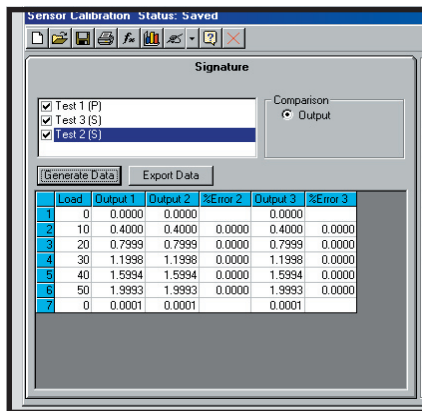 Sensor Calibration Status: Saved
Signature
Test 1 (P)
Test 3 (S)
Test 2 (S)
Comparison
Output
Generate Data Export Data
Load Output 1 Output 2 %Error 2 Output 3 %Error 3
1 0 0.0000 0.0000 0.0000
2 10 0.4000 0.4000 0.0000 0.4000 0.0000
3 20 0.7999 0.7999 0.0000 0.7999 0.0000
4 30 1.1998 1.1998 0.0000 1.1998 0.0000
5 40 1.5994 1.5994 0.0000 1.5994 0.0000
6 50 1.9993 1.9993 0.0000 1.9993 0.0000
7 0 0.0001 0.0001 0.0001